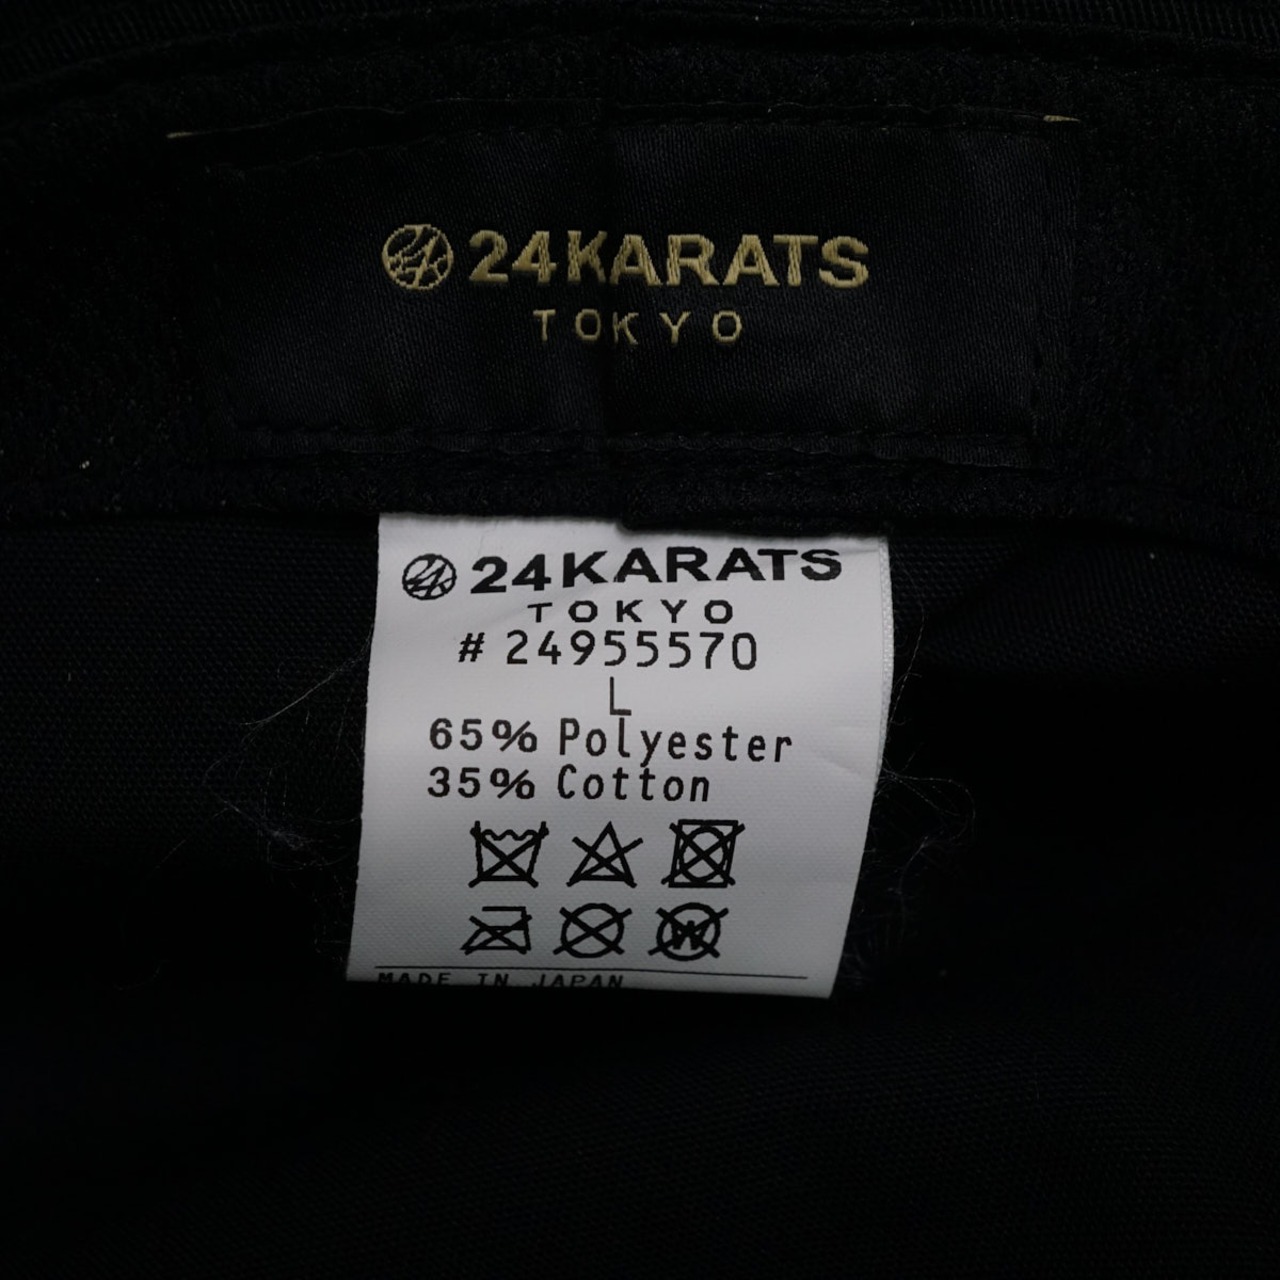 24KARATS
TOKYO
24KARATS
TOKYO
# 24955570
L
65% Polyester
35% Cotton
W
MADE IN JAPAN